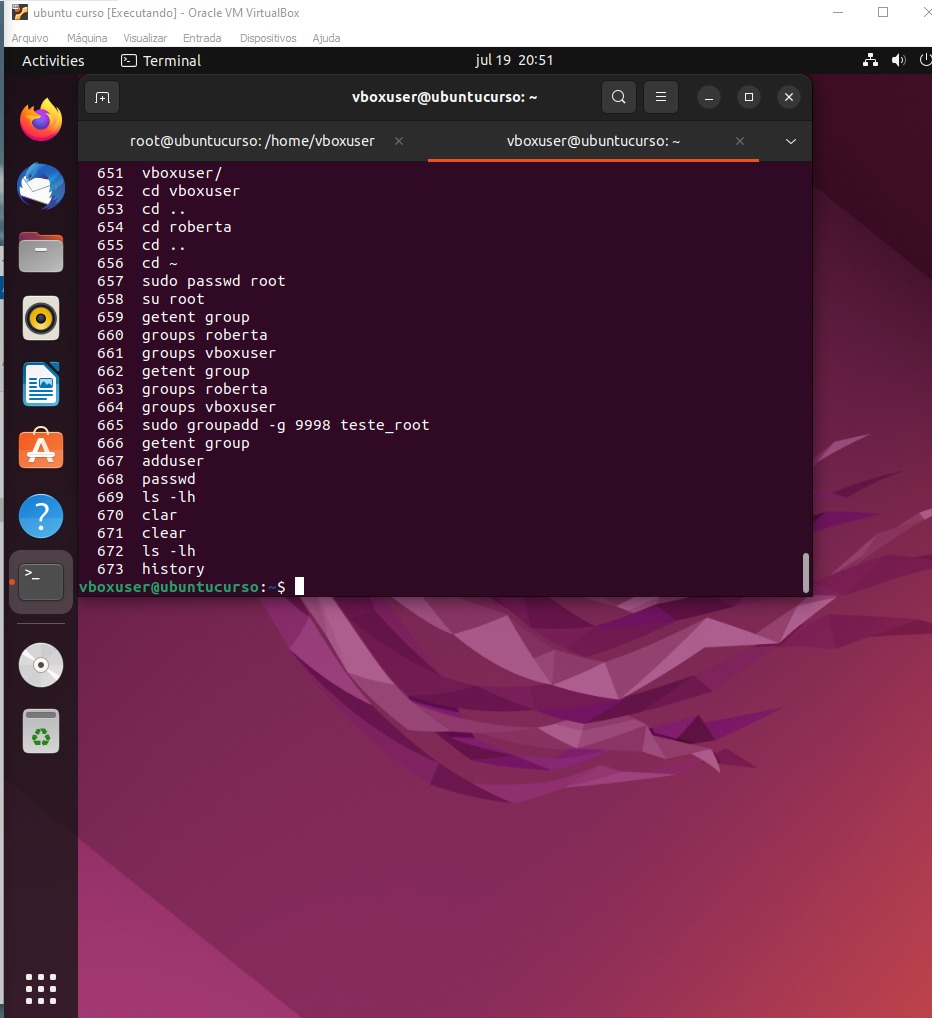 ubuntu curso [Executando] - Oracle VM VirtualBox
Arquivo Máquina Visualizar Entrada Dispositivos Ajuda
Activities Terminal jul 19 20:51
vboxuser@ubuntucurso: ~
root@ubuntucurso: /home/vboxuser vboxuser@ubuntucurso: ~
651 vboxuser/
652 cd vboxuser
653 cd ..
654 cd roberta
655 cd ..
656 cd ~
657 sudo passwd root
658 su root
659 getent group
660 groups roberta
661 groups vboxuser
662 getent group
663 groups roberta
664 groups vboxuser
665 sudo groupadd -g 9998 teste_root
666 getent group
667 adduser
668 passwd
669 ls -lh
670 clar
671 clear
672 ls -lh
673 history
vboxuser@ubuntucurso:~$